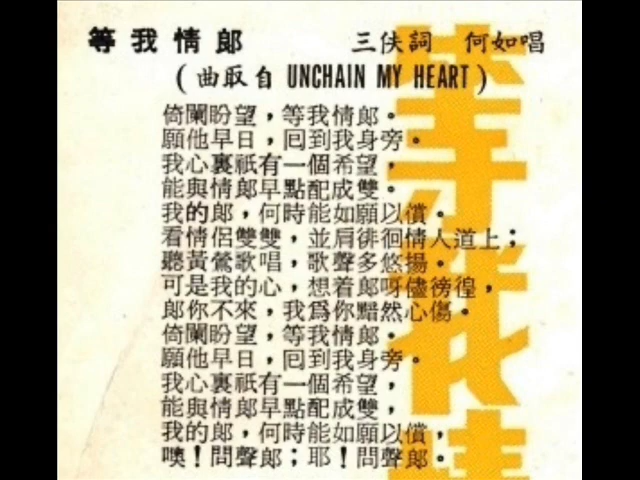 等我情郎 三伕詞 何如唱
(曲取自 UNCHAIN MY HEART)
倚闌盼望，等我情郎。
願他早日，囘到我身旁。
我心裏祇有一個希望，
能與情郎早點配成雙。
我的郎，何時能如願以償。
看情侶雙雙，並肩徘徊情人道上；
聽黃鶯歌唱，歌聲多悠揚。
可是我的心，想着郎呀儘徬徨，
郎你不來，我爲你黯然心傷。
倚闌盼望，等我情郎。
願他早日，囘到我身旁。
我心裏祇有一個希望，
能與情郎早點配成雙，
我的郎，何時能如願以償，
噢！問聲郎；耶！問聲郎。